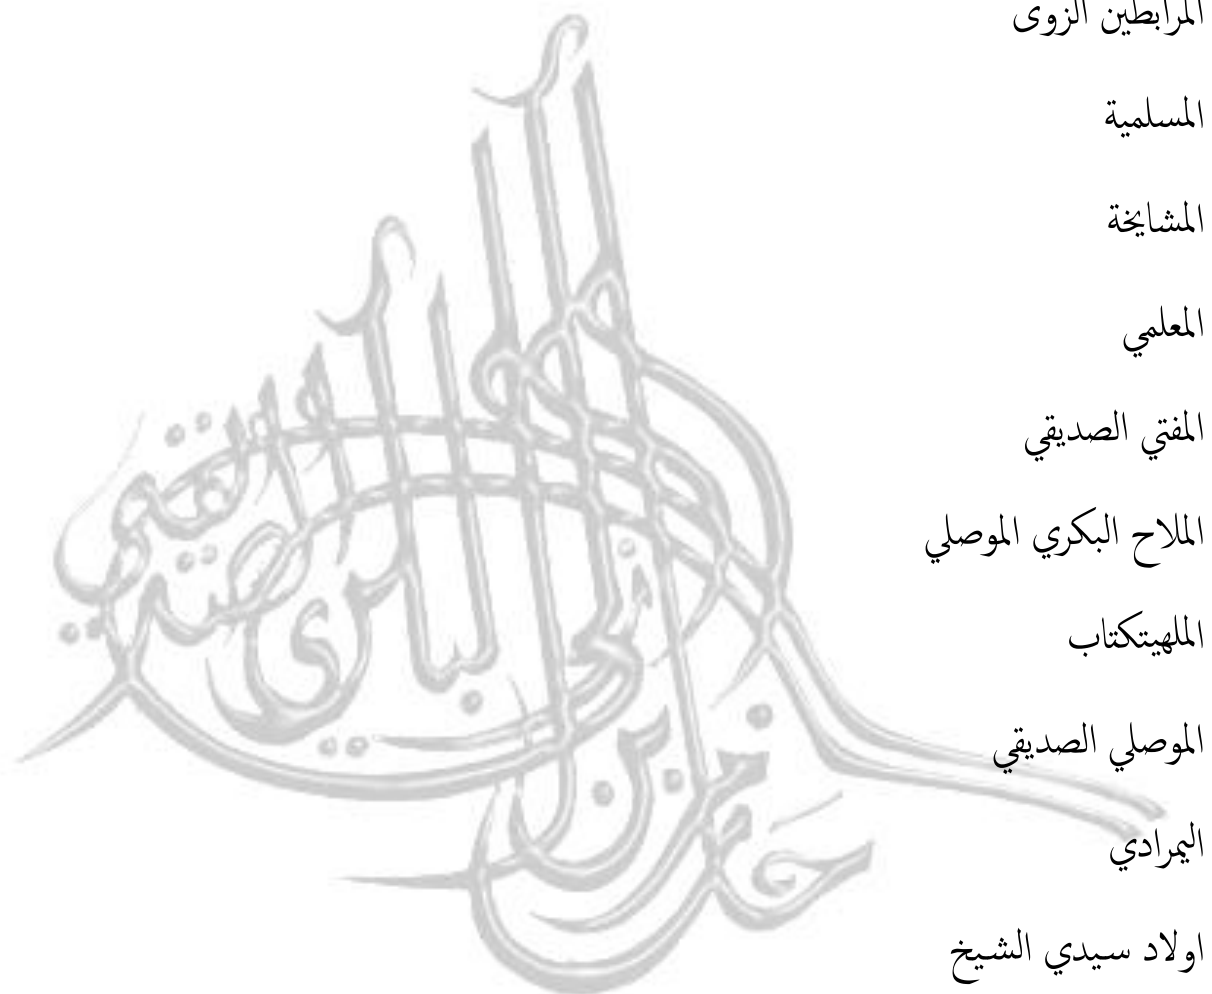 المرابطين الزوى
المسلمية
المشايخة
المعلمي
المفتي الصديقي
الملاح البكري الموصلي
الملهيتكتاب
الموصلي الصديقي
اليمرادي
اولاد سيدي الشيخ